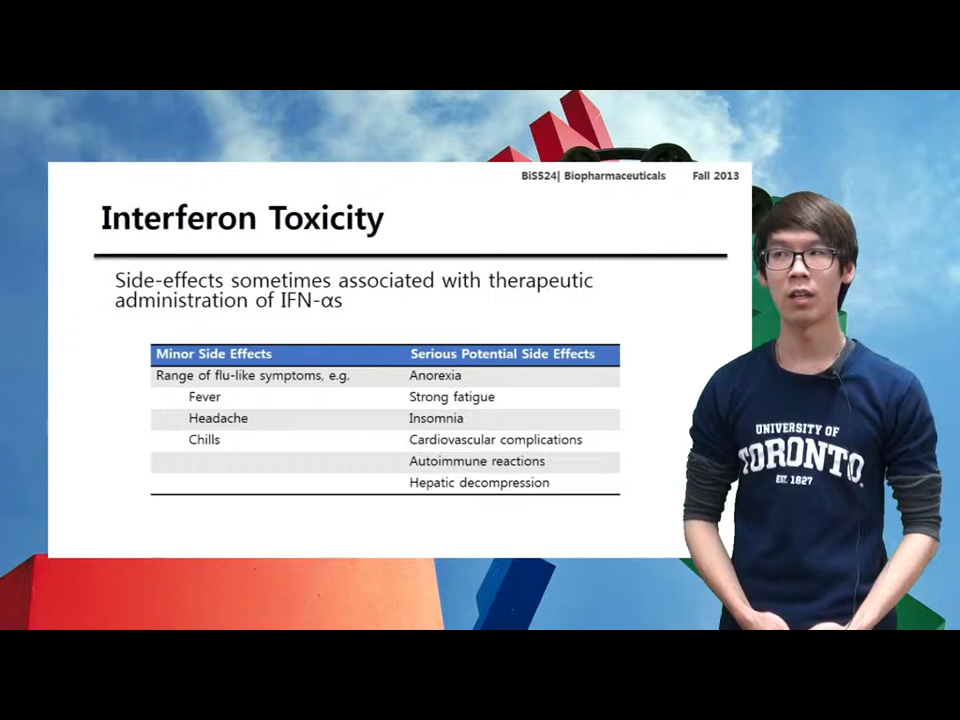 BiS524| Biopharmaceuticals Fall 2013
Interferon Toxicity
Side-effects sometimes associated with therapeutic
administration of IFN-αs
Minor Side Effects Serious Potential Side Effects
Range of flu-like symptoms, e.g. Anorexia
Fever Strong fatigue
Headache Insomnia
Chills Cardiovascular complications
Autoimmune reactions
Hepatic decompression
UNIVERSITY OF
TORONTO
EST. 1827